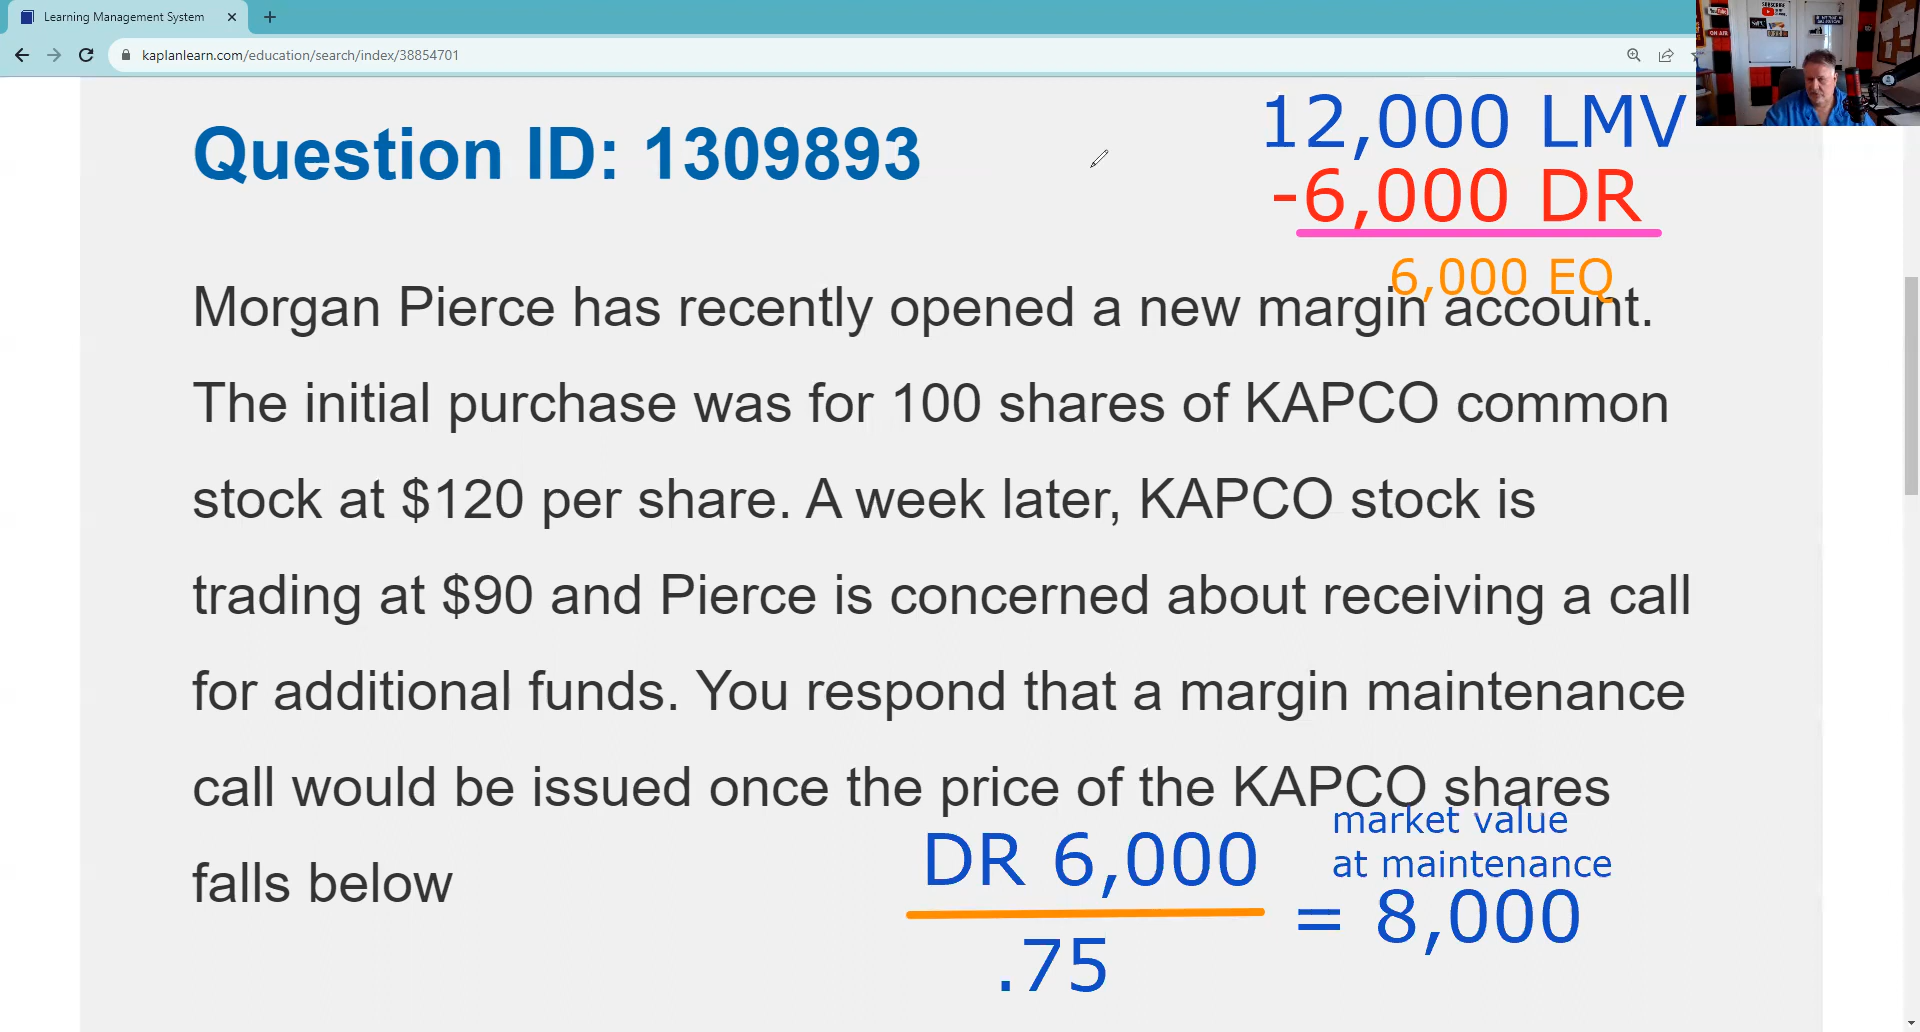 Learning Management System
kaplanlearn.com/education/search/index/38854701
SUBSCRIBE
ON AIR
Question ID: 1309893
12,000 LMV
-6,000 DR
6,000 EQ
Morgan Pierce has recently opened a new margin account.
The initial purchase was for 100 shares of KAPCO common
stock at $120 per share. A week later, KAPCO stock is
trading at $90 and Pierce is concerned about receiving a call
for additional funds. You respond that a margin maintenance
call would be issued once the price of the KAPCO shares
falls below
market value
at maintenance
DR 6,000
.75
= 8,000